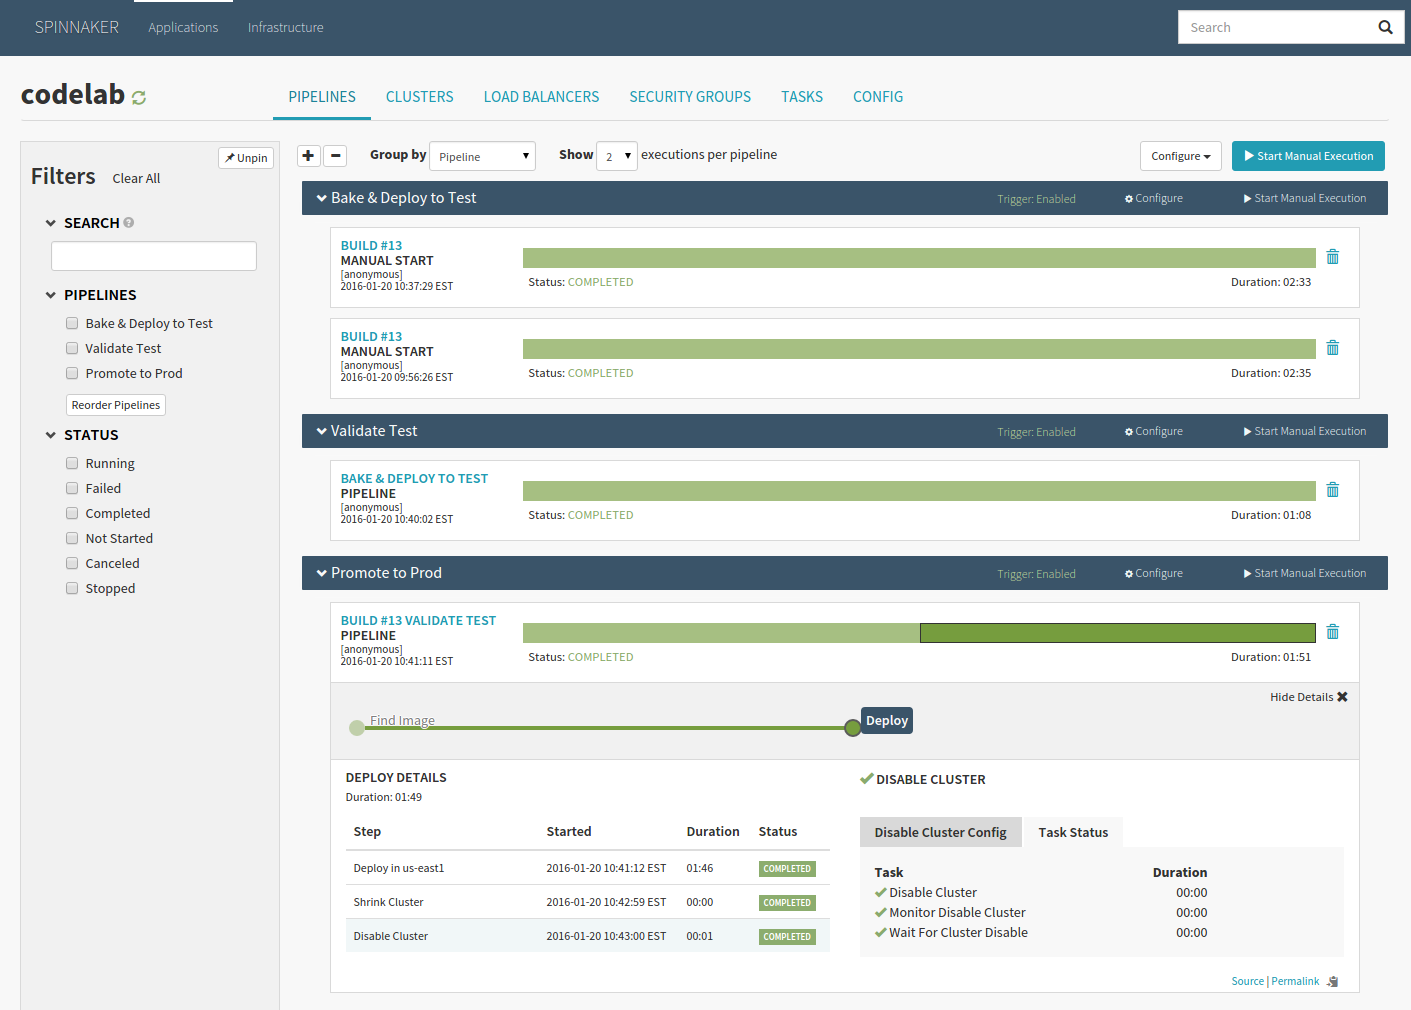 SPINNAKER Applications Infrastructure Search
codelab PIPELINES CLUSTERS LOAD BALANCERS SECURITY GROUPS TASKS CONFIG
Unpin
Filters Clear All
SEARCH
PIPELINES
Bake & Deploy to Test
Validate Test
Promote to Prod
Reorder Pipelines
STATUS
Running
Failed
Completed
Not Started
Canceled
Stopped
Group by Pipeline Show 2 executions per pipeline Configure Start Manual Execution
Bake & Deploy to Test Trigger: Enabled Configure Start Manual Execution
BUILD #13
MANUAL START
[anonymous]
2016-01-20 10:37:29 EST
Status: COMPLETED Duration: 02:33
BUILD #13
MANUAL START
[anonymous]
2016-01-20 09:56:26 EST
Status: COMPLETED Duration: 02:35
Validate Test Trigger: Enabled Configure Start Manual Execution
BAKE & DEPLOY TO TEST
PIPELINE
[anonymous]
2016-01-20 10:40:02 EST
Status: COMPLETED Duration: 01:08
Promote to Prod Trigger: Enabled Configure Start Manual Execution
BUILD #13 VALIDATE TEST
PIPELINE
[anonymous]
2016-01-20 10:41:11 EST
Status: COMPLETED Duration: 01:51
Hide Details
Find Image Deploy
DEPLOY DETAILS
Duration: 01:49
Step Started Duration Status
Deploy in us-east1 2016-01-20 10:41:12 EST 01:46 COMPLETED
Shrink Cluster 2016-01-20 10:42:59 EST 00:00 COMPLETED
Disable Cluster 2016-01-20 10:43:00 EST 00:01 COMPLETED
DISABLE CLUSTER
Disable Cluster Config Task Status
Task Duration
Disable Cluster 00:00
Monitor Disable Cluster 00:00
Wait For Cluster Disable 00:00
Source | Permalink